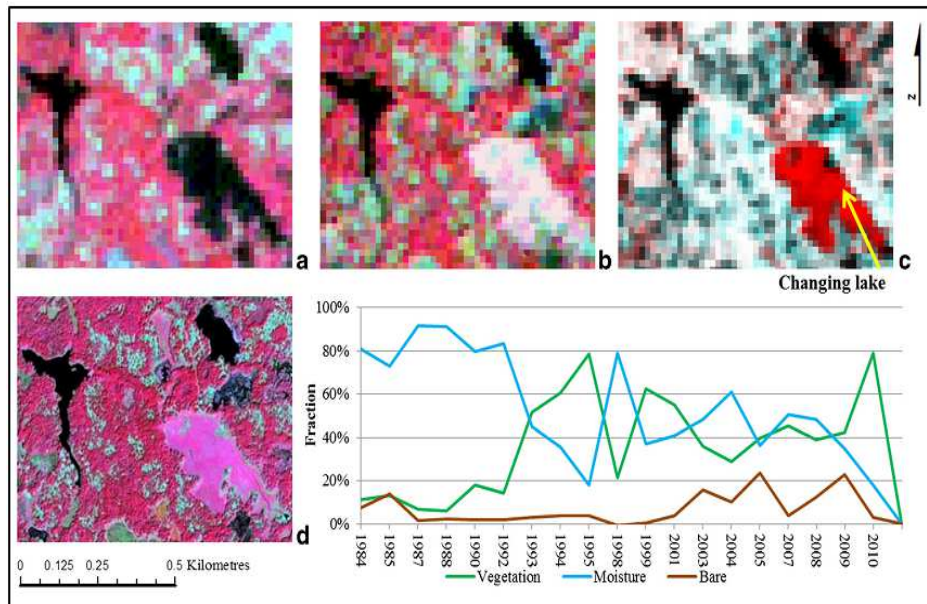 z
a
b
c
Changing lake
d
0 0.125 0.25 0.5 Kilometres
Fraction
100%
80%
60%
40%
20%
0%
1984 1985 1987 1988 1990 1992 1993 1994 1995 1998 1999 2001 2003 2004 2005 2007 2008 2009 2010
Vegetation Moisture Bare